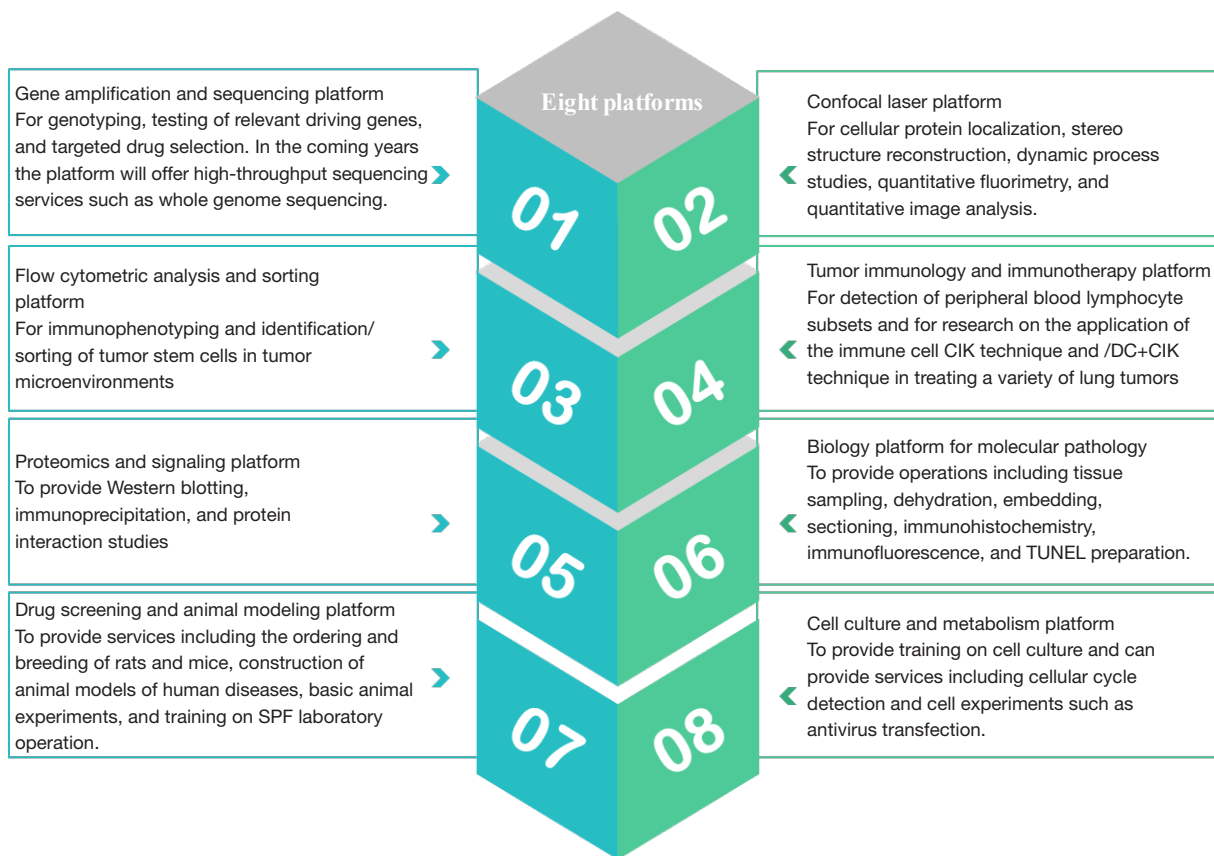 Eight platforms
Gene amplification and sequencing platform
For genotyping, testing of relevant driving genes,
and targeted drug selection. In the coming years
the platform will offer high-throughput sequencing
services such as whole genome sequencing.
01
02
Confocal laser platform
For cellular protein localization, stereo
structure reconstruction, dynamic process
studies, quantitative fluorimetry, and
quantitative image analysis.
Flow cytometric analysis and sorting
platform
For immunophenotyping and identification/
sorting of tumor stem cells in tumor
microenvironments
03
04
Tumor immunology and immunotherapy platform
For detection of peripheral blood lymphocyte
subsets and for research on the application of
the immune cell CIK technique and /DC+CIK
technique in treating a variety of lung tumors
Proteomics and signaling platform
To provide Western blotting,
immunoprecipitation, and protein
interaction studies
05
06
Biology platform for molecular pathology
To provide operations including tissue
sampling, dehydration, embedding,
sectioning, immunohistochemistry,
immunofluorescence, and TUNEL preparation.
Drug screening and animal modeling platform
To provide services including the ordering and
breeding of rats and mice, construction of
animal models of human diseases, basic animal
experiments, and training on SPF laboratory
operation.
07
08
Cell culture and metabolism platform
To provide training on cell culture and can
provide services including cellular cycle
detection and cell experiments such as
antivirus transfection.